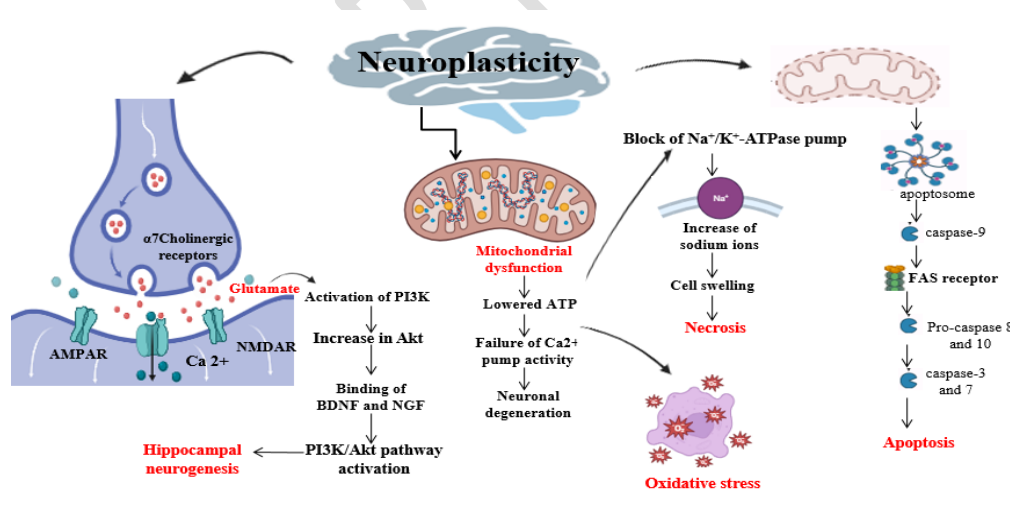 Neuroplasticity
α7Cholinergic
receptors
Glutamate
AMPAR
Ca 2+
NMDAR
Activation of PI3K
Increase in Akt
Binding of
BDNF and NGF
PI3K/Akt pathway
activation
Hippocampal
neurogenesis
Mitochondrial
dysfunction
Lowered ATP
Failure of Ca2+
pump activity
Neuronal
degeneration
Block of Na⁺/K⁺-ATPase pump
Na⁺
Increase of
sodium ions
Cell swelling
Necrosis
O₂
Oxidative stress
apoptosome
caspase-9
FAS receptor
Pro-caspase 8
and 10
caspase-3
and 7
Apoptosis